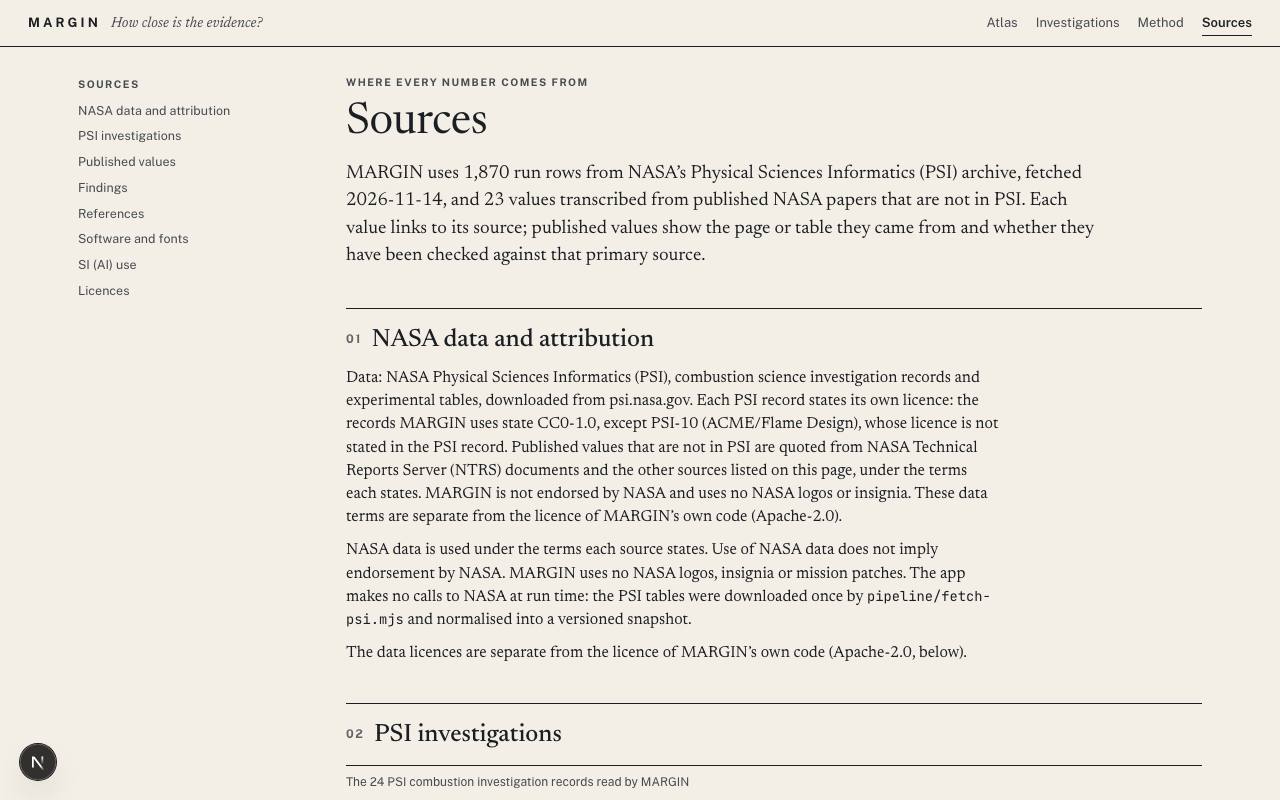 MARGIN How close is the evidence?
Atlas Investigations Method Sources
SOURCES
NASA data and attribution
PSI investigations
Published values
Findings
References
Software and fonts
SI (AI) use
Licences
WHERE EVERY NUMBER COMES FROM
Sources
MARGIN uses 1,870 run rows from NASA’s Physical Sciences Informatics (PSI) archive, fetched
2026-11-14, and 23 values transcribed from published NASA papers that are not in PSI. Each
value links to its source; published values show the page or table they came from and whether they
have been checked against that primary source.
01 NASA data and attribution
Data: NASA Physical Sciences Informatics (PSI), combustion science investigation records and
experimental tables, downloaded from psi.nasa.gov. Each PSI record states its own licence: the
records MARGIN uses state CC0-1.0, except PSI-10 (ACME/Flame Design), whose licence is not
stated in the PSI record. Published values that are not in PSI are quoted from NASA Technical
Reports Server (NTRS) documents and the other sources listed on this page, under the terms
each states. MARGIN is not endorsed by NASA and uses no NASA logos or insignia. These data
terms are separate from the licence of MARGIN’s own code (Apache-2.0).
NASA data is used under the terms each source states. Use of NASA data does not imply
endorsement by NASA. MARGIN uses no NASA logos, insignia or mission patches. The app
makes no calls to NASA at run time: the PSI tables were downloaded once by pipeline/fetch-
psi.mjs and normalised into a versioned snapshot.
The data licences are separate from the licence of MARGIN’s own code (Apache-2.0, below).
02 PSI investigations
The 24 PSI combustion investigation records read by MARGIN
N